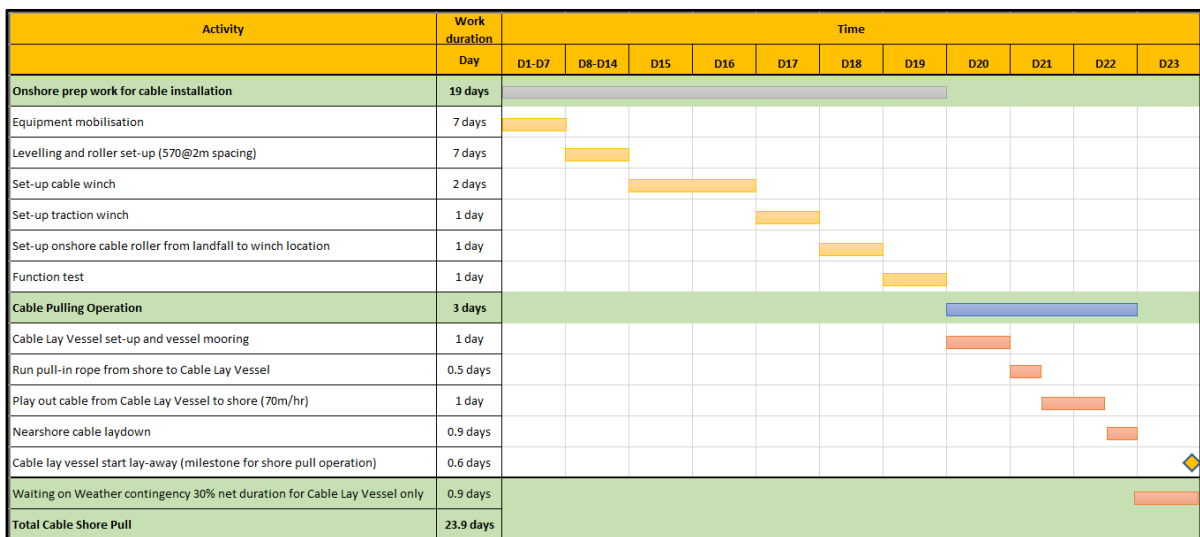 Activity Work duration Time
Day D1-D7 D8-D14 D15 D16 D17 D18 D19 D20 D21 D22 D23
Onshore prep work for cable installation 19 days
Equipment mobilisation 7 days
Levelling and roller set-up (570@2m spacing) 7 days
Set-up cable winch 2 days
Set-up traction winch 1 day
Set-up onshore cable roller from landfall to winch location 1 day
Function test 1 day
Cable Pulling Operation 3 days
Cable Lay Vessel set-up and vessel mooring 1 day
Run pull-in rope from shore to Cable Lay Vessel 0.5 days
Play out cable from Cable Lay Vessel to shore (70m/hr) 1 day
Nearshore cable laydown 0.9 days
Cable lay vessel start lay-away (milestone for shore pull operation) 0.6 days
Waiting on Weather contingency 30% net duration for Cable Lay Vessel only 0.9 days
Total Cable Shore Pull 23.9 days